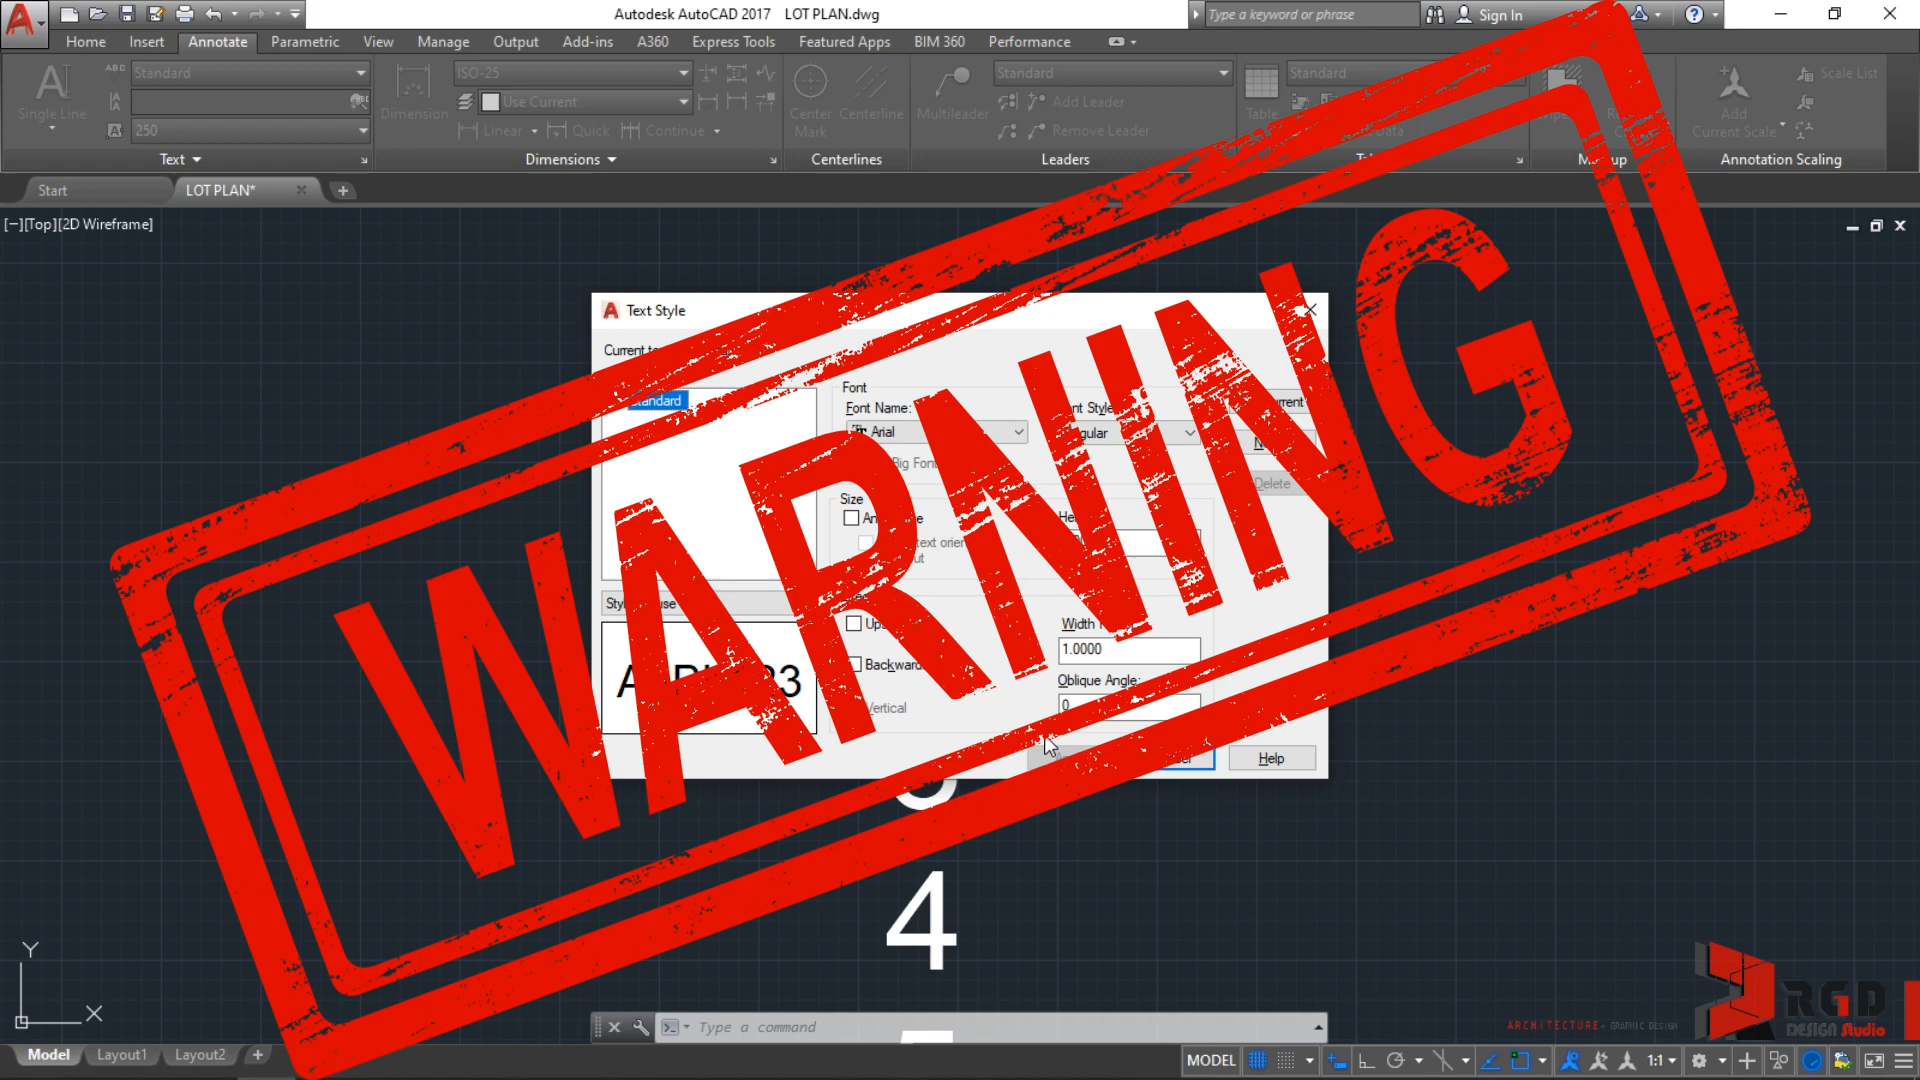 Autodesk AutoCAD 2017 LOT PLAN.dwg
Type a keyword or phrase
Sign In
Home Insert Annotate Parametric View Manage Output Add-ins A360 Express Tools Featured Apps BIM 360 Performance
Single Line
ABC
Standard
250
Text
Dimension
ISO-25
Use Current
Linear Quick Continue
Dimensions
Center Mark
Centerline
Centerlines
Multileader
Standard
Add Leader
Remove Leader
Leaders
Table
Standard
Data
Add
Current Scale
Scale List
Annotation Scaling
Start LOT PLAN*
[−][Top][2D Wireframe]
WARNING
Text Style
Standard
Font
Font Name:
Arial
Size
Upside
Backwards
Vertical
Width
1.0000
Oblique Angle:
0
Delete
Help
4
Y
X
Type a command
Model Layout1 Layout2
MODEL
1:1
RGD
DESIGN Studio
ARCHITECTURE + GRAPHIC DESIGN